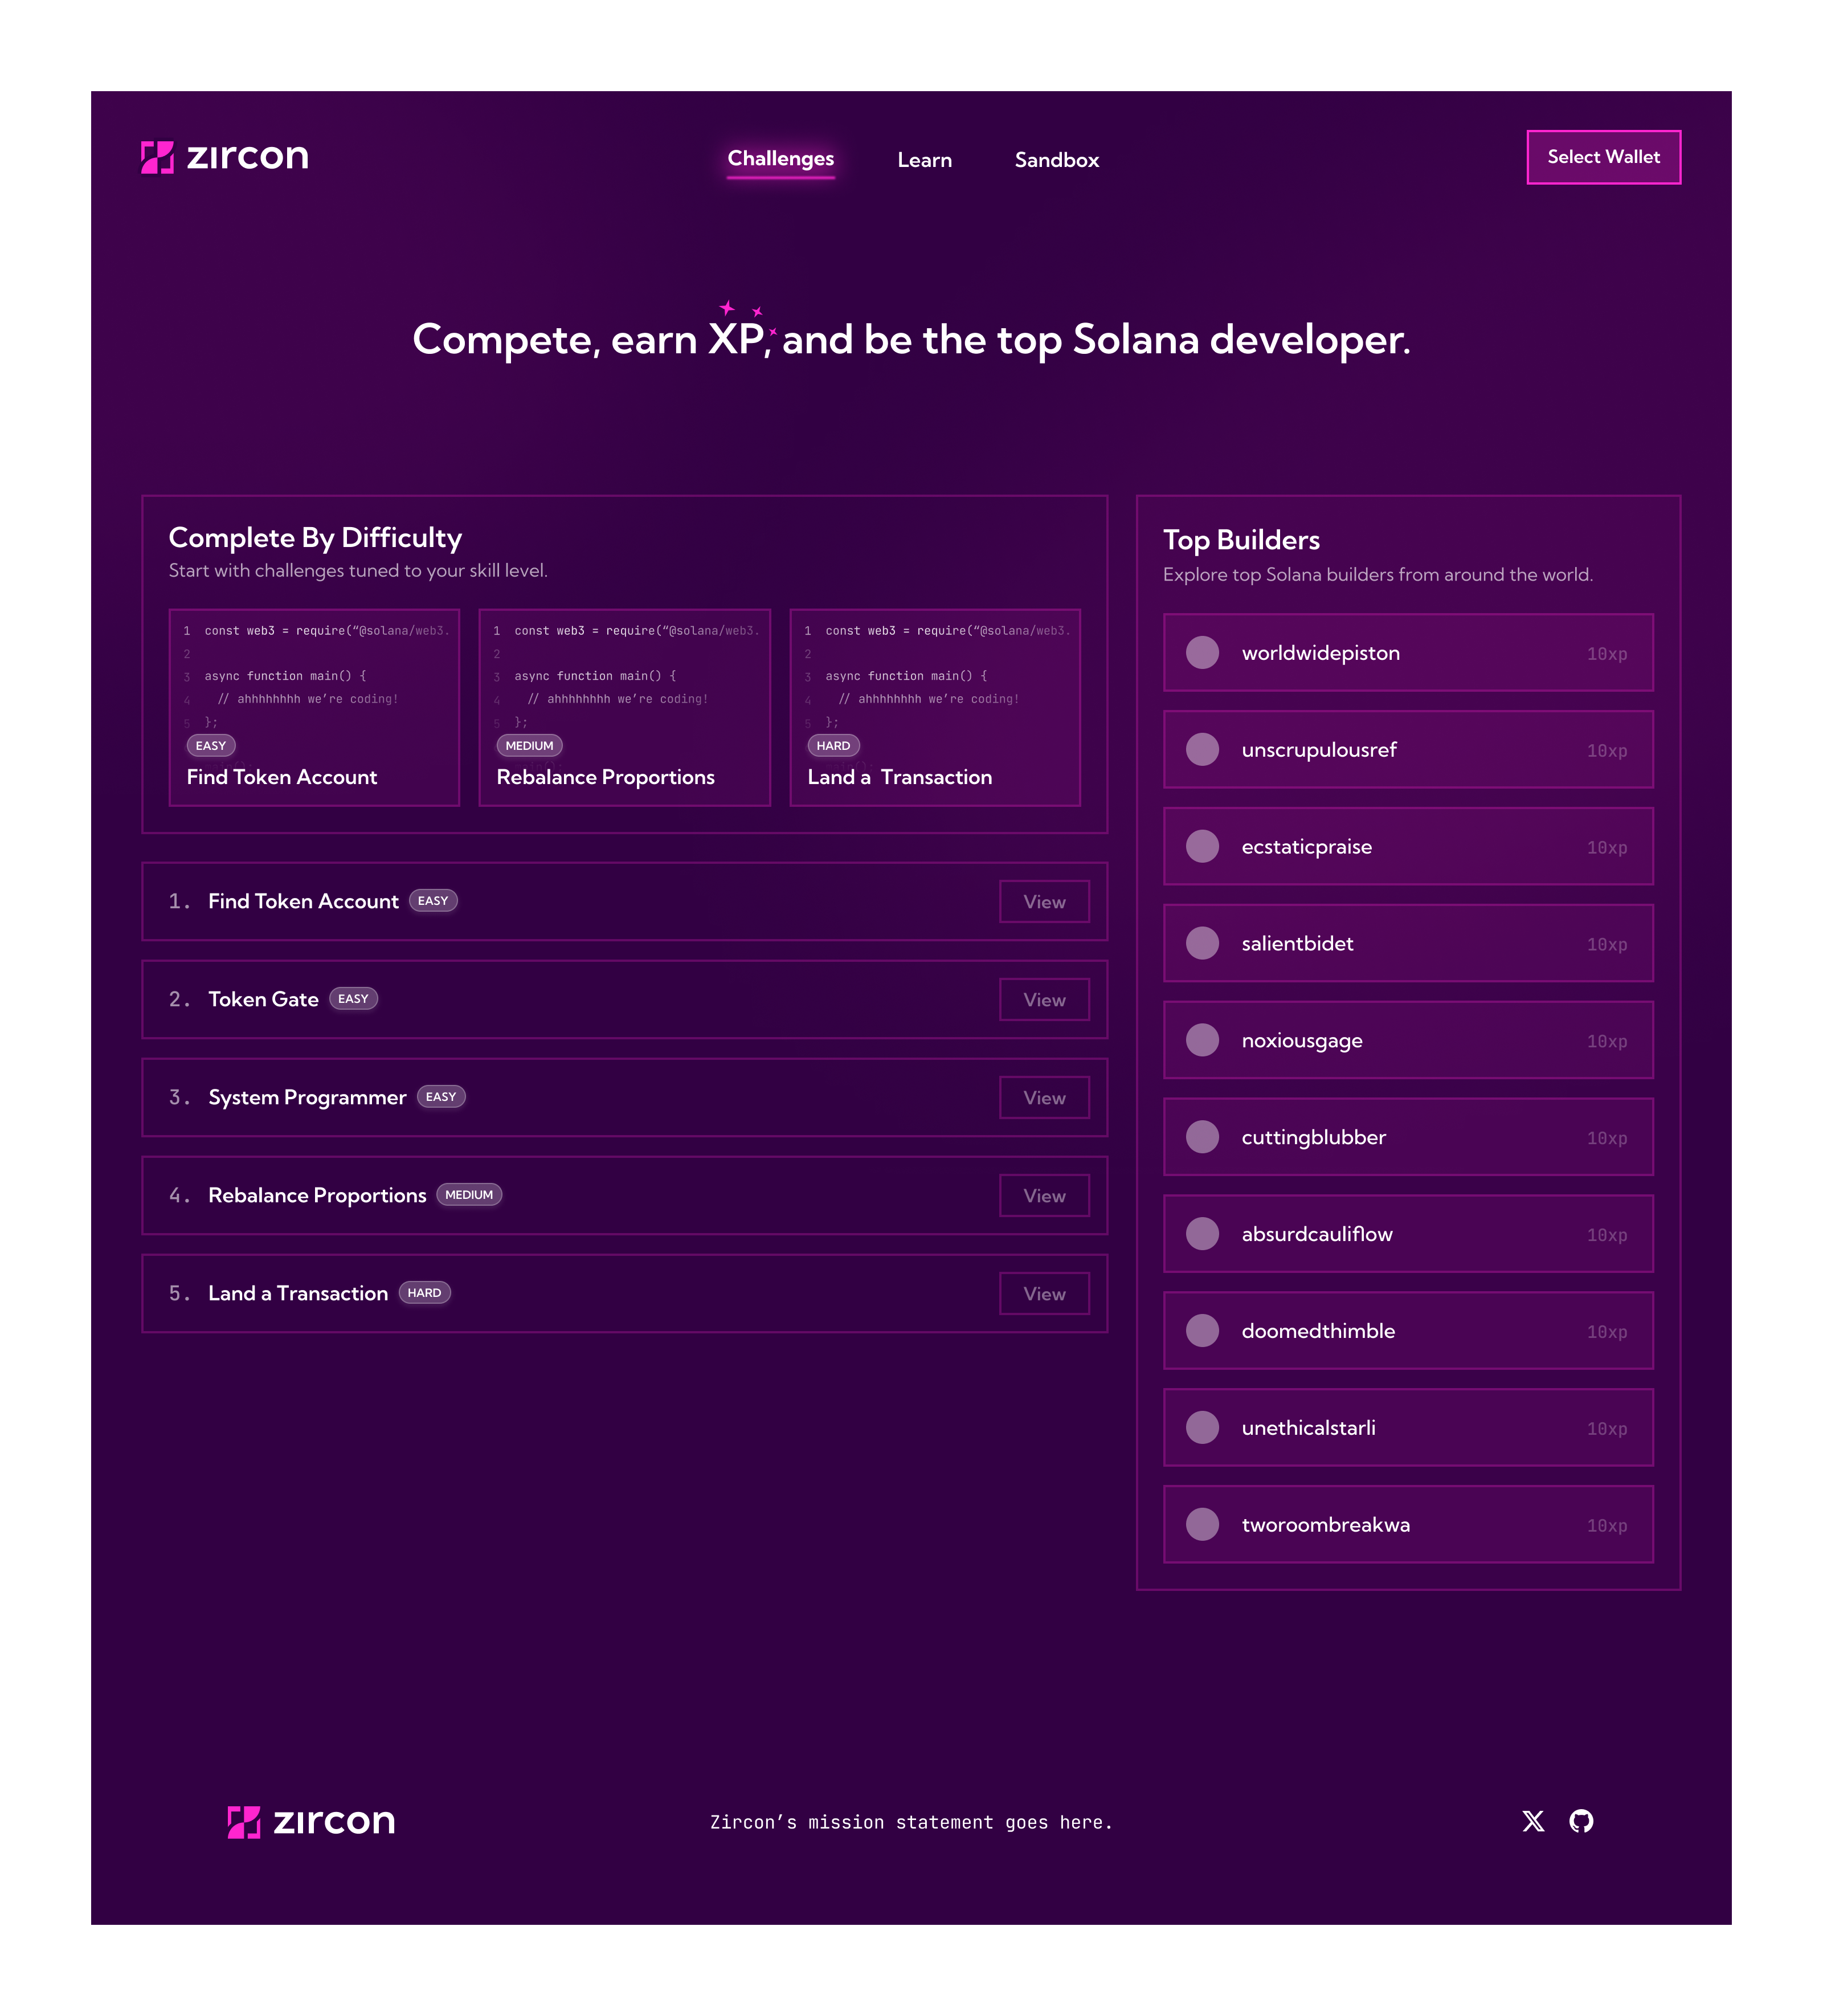 zircon
Challenges
Learn
Sandbox
Select Wallet
Compete, earn XP, and be the top Solana developer.
Complete By Difficulty
Start with challenges tuned to your skill level.
1 const web3 = require(“@solana/web3.
2
3 async function main() {
4 // ahhhhhhhh we’re coding!
5 };
EASY
Find Token Account
1 const web3 = require(“@solana/web3.
2
3 async function main() {
4 // ahhhhhhhh we’re coding!
5 };
MEDIUM
Rebalance Proportions
1 const web3 = require(“@solana/web3.
2
3 async function main() {
4 // ahhhhhhhh we’re coding!
5 };
HARD
Land a  Transaction
1. Find Token Account EASY View
2. Token Gate EASY View
3. System Programmer EASY View
4. Rebalance Proportions MEDIUM View
5. Land a Transaction HARD View
Top Builders
Explore top Solana builders from around the world.
worldwidepiston 10xp
unscrupulousref 10xp
ecstaticpraise 10xp
salientbidet 10xp
noxiousgage 10xp
cuttingblubber 10xp
absurdcauliflow 10xp
doomedthimble 10xp
unethicalstarli 10xp
tworoombreakwa 10xp
zircon
Zircon’s mission statement goes here.